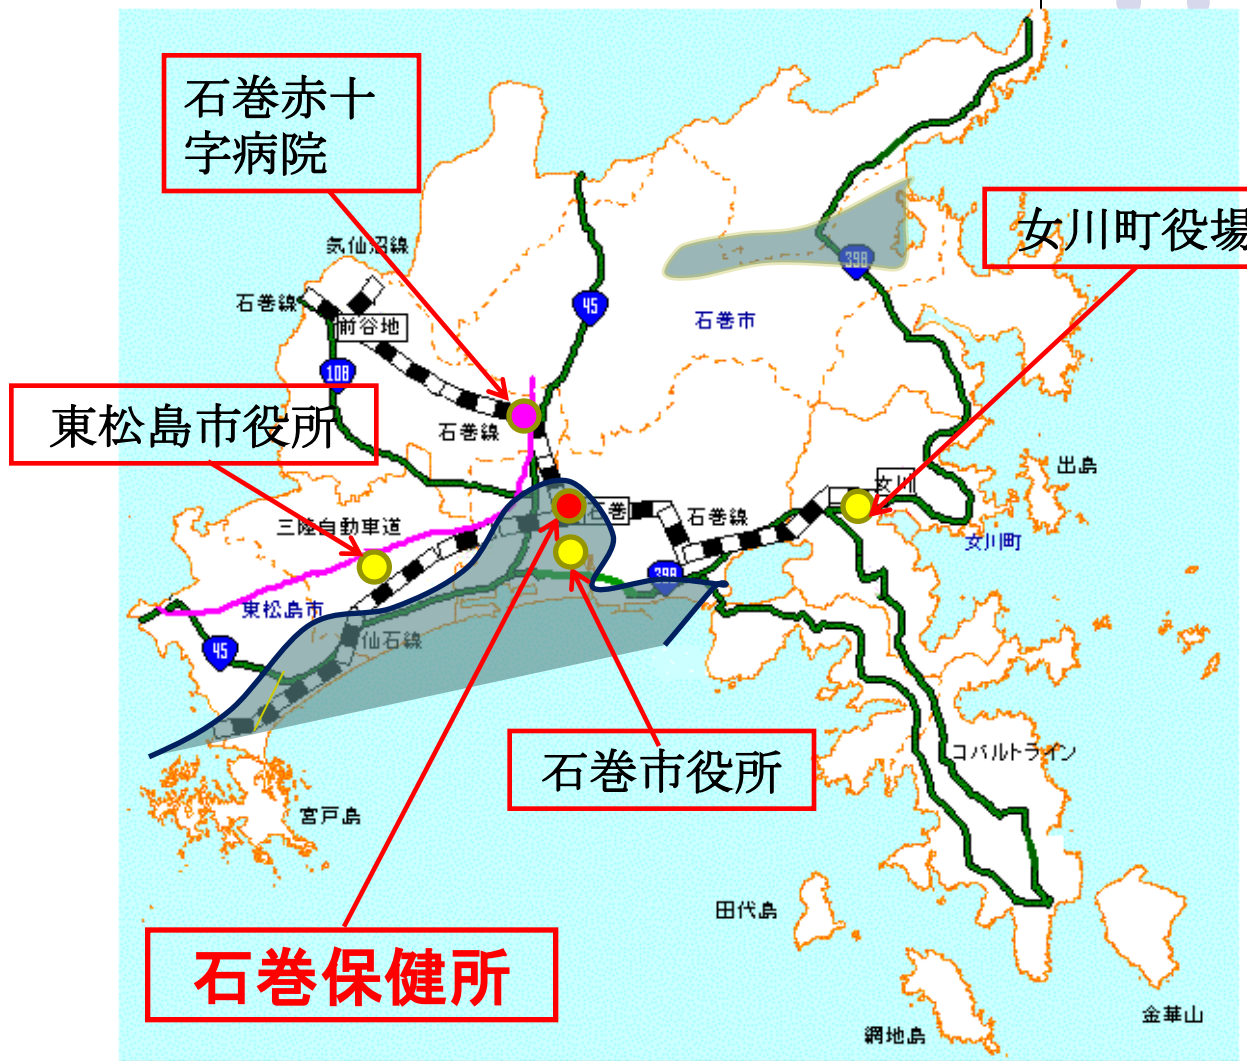 石巻赤十
字病院
女川町役場
気仙沼線
石巻線
前谷地
398
45
石巻市
108
東松島市役所
石巻線
出島
女川
石巻
石巻線
三陸自動車道
女川町
398
東松島市
仙石線
45
石巻市役所
コバルトライン
宮戸島
田代島
石巻保健所
金華山
網地島